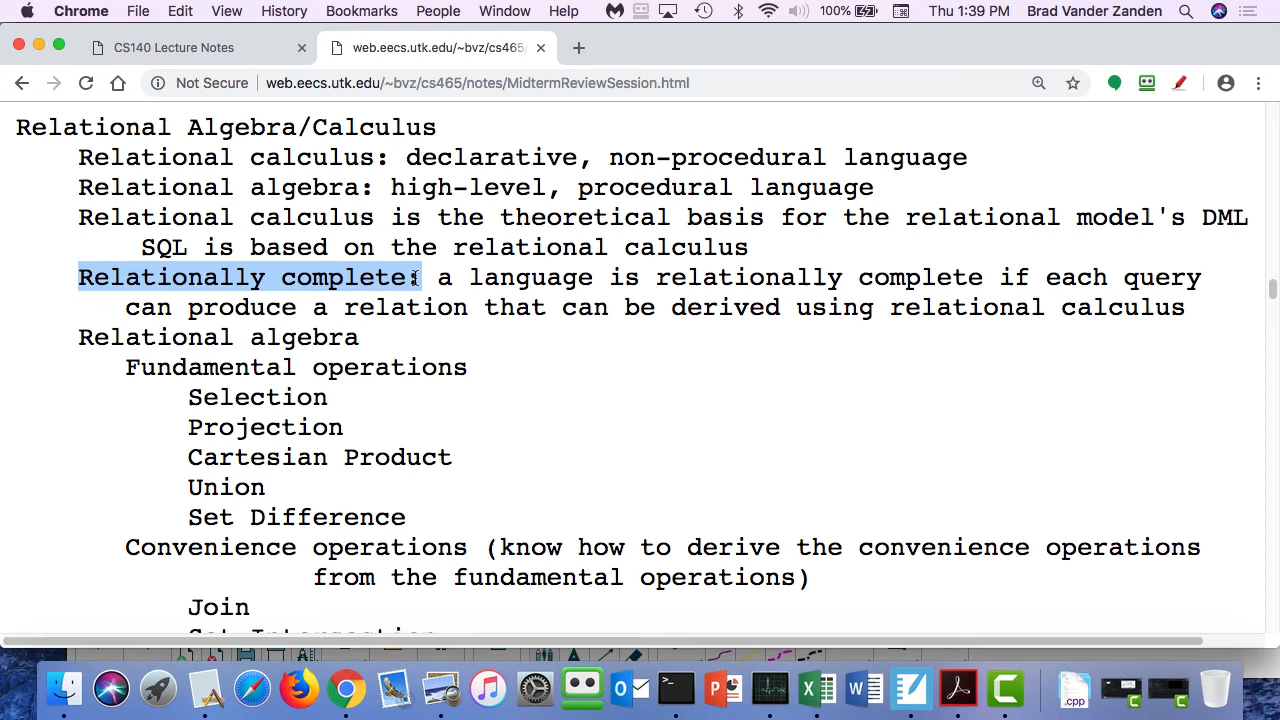 Chrome File Edit View History Bookmarks People Window Help 100% Thu 1:39 PM Brad Vander Zanden
CS140 Lecture Notes web.eecs.utk.edu/~bvz/cs465/
Not Secure web.eecs.utk.edu/~bvz/cs465/notes/MidtermReviewSession.html
Relational Algebra/Calculus
Relational calculus: declarative, non-procedural language
Relational algebra: high-level, procedural language
Relational calculus is the theoretical basis for the relational model's DML
SQL is based on the relational calculus
Relationally complete: a language is relationally complete if each query
can produce a relation that can be derived using relational calculus
Relational algebra
Fundamental operations
Selection
Projection
Cartesian Product
Union
Set Difference
Convenience operations (know how to derive the convenience operations
from the fundamental operations)
Join
Set Intersection
.cpp